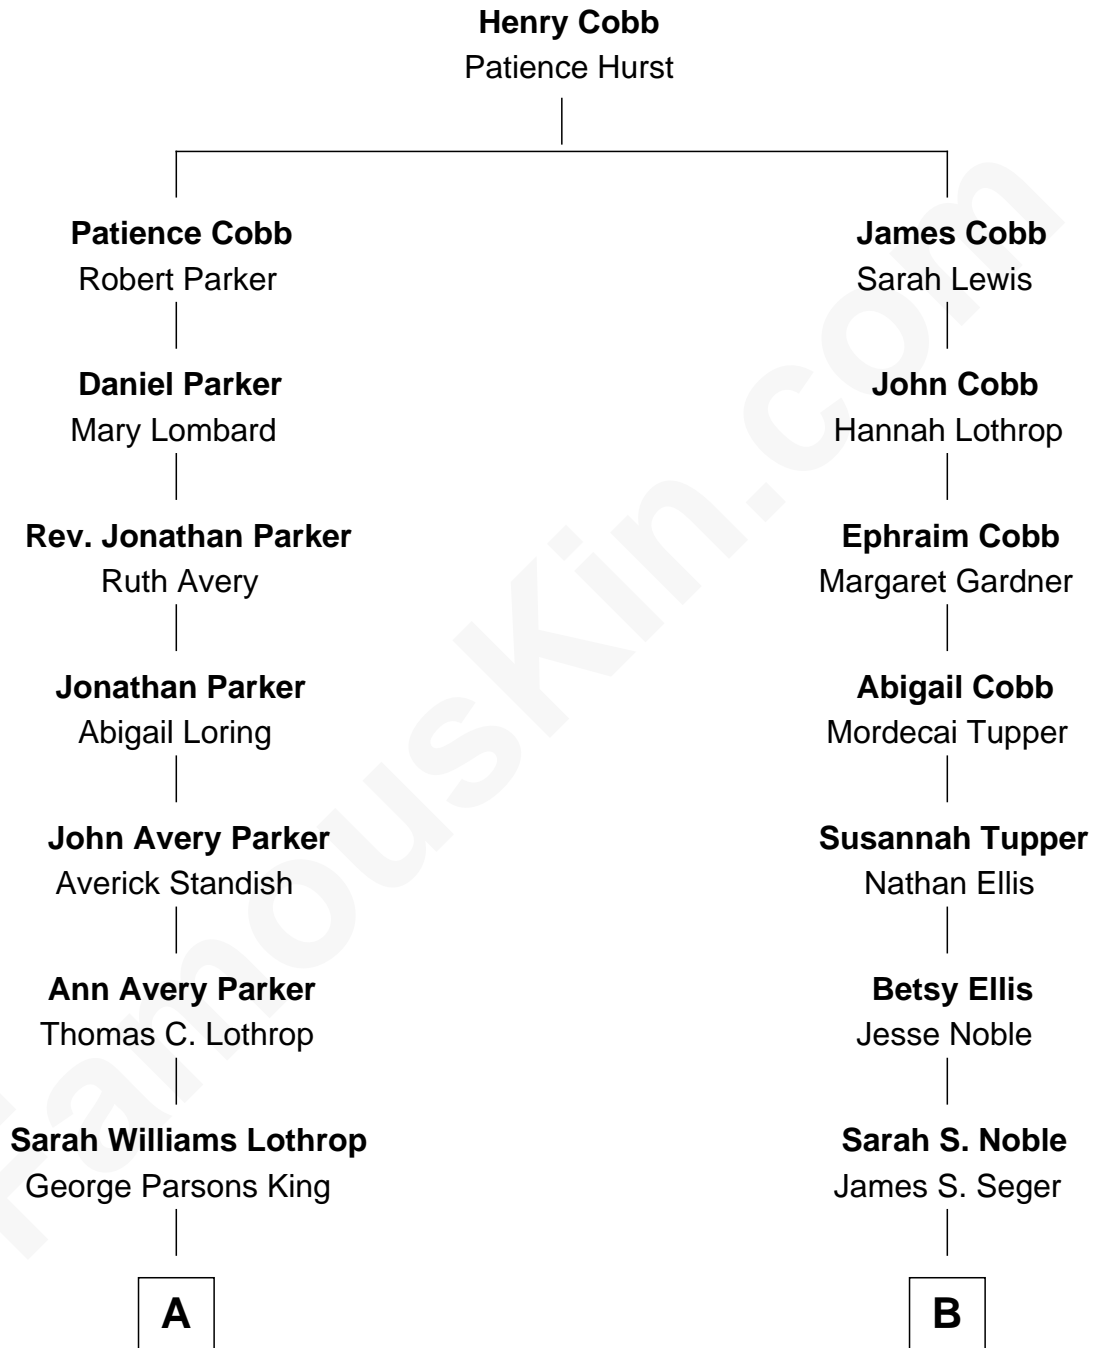 Henry Cobb
Patience Hurst
Patience Cobb
Robert Parker
James Cobb
Sarah Lewis
Daniel Parker
Mary Lombard
John Cobb
Hannah Lothrop
Rev. Jonathan Parker
Ruth Avery
Ephraim Cobb
Margaret Gardner
Jonathan Parker
Abigail Loring
Abigail Cobb
Mordecai Tupper
John Avery Parker
Averick Standish
Susannah Tupper
Nathan Ellis
Ann Avery Parker
Thomas C. Lothrop
Betsy Ellis
Jesse Noble
Sarah Williams Lothrop
George Parsons King
Sarah S. Noble
James S. Seger
A
B
FamousKin.com